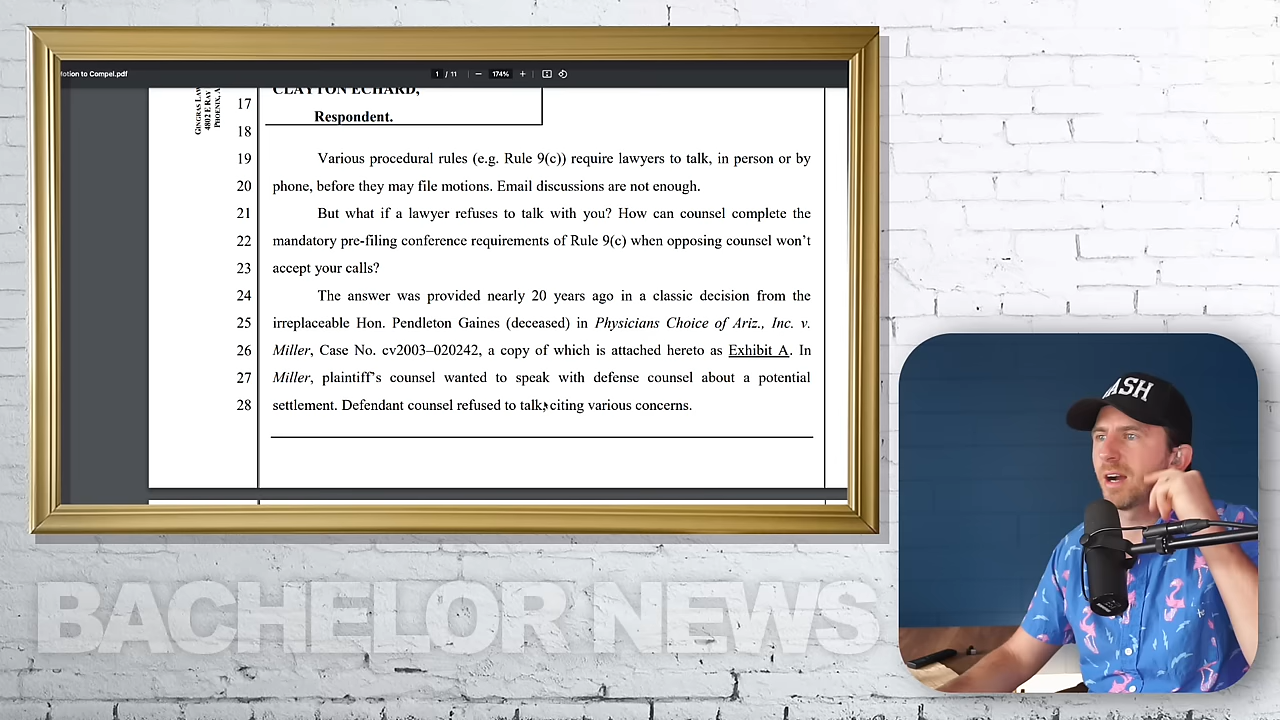 Motion to Compel.pdf
1 / 11
174%
GINGRAS LAW
4802 E RAY
PHOENIX, A
17 CLAYTON ECHARD,
Respondent.
18
19 Various procedural rules (e.g. Rule 9(c)) require lawyers to talk, in person or by
20 phone, before they may file motions. Email discussions are not enough.
21 But what if a lawyer refuses to talk with you? How can counsel complete the
22 mandatory pre-filing conference requirements of Rule 9(c) when opposing counsel won't
23 accept your calls?
24 The answer was provided nearly 20 years ago in a classic decision from the
25 irreplaceable Hon. Pendleton Gaines (deceased) in Physicians Choice of Ariz., Inc. v.
26 Miller, Case No. cv2003–020242, a copy of which is attached hereto as Exhibit A. In
27 Miller, plaintiff's counsel wanted to speak with defense counsel about a potential
28 settlement. Defendant counsel refused to talk, citing various concerns.
ASH
BACHELOR NEWS